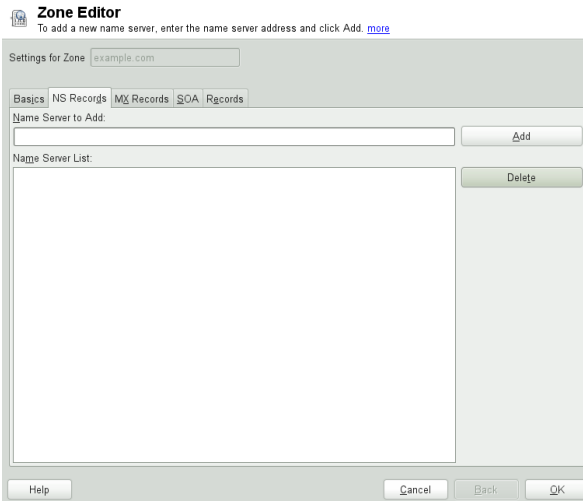 Zone Editor
To add a new name server, enter the name server address and click Add. more
Settings for Zone example.com
Basics NS Records MX Records SOA Records
Name Server to Add:
Add
Name Server List:
Delete
Help Cancel Back OK